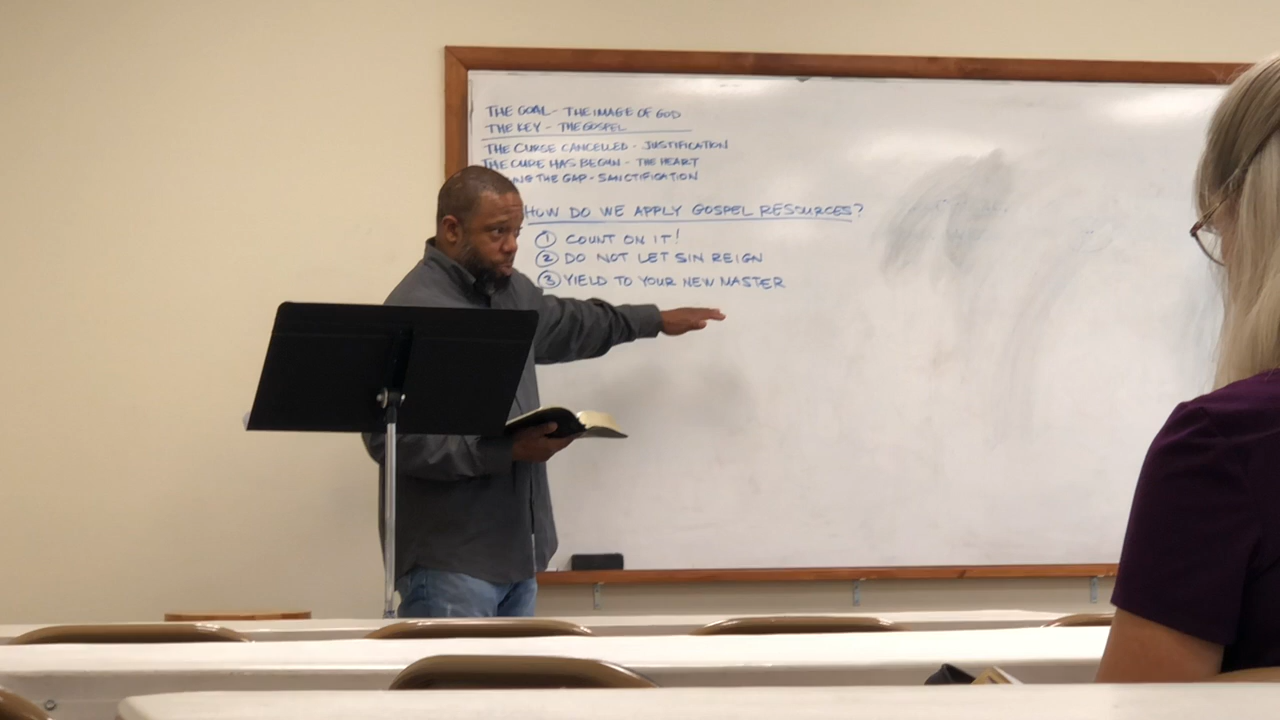 THE GOAL - THE IMAGE OF GOD
THE KEY - THE GOSPEL
THE CURSE CANCELLED - JUSTIFICATION
THE CURE HAS BEGUN - THE HEART
THE GAP - SANCTIFICATION
HOW DO WE APPLY GOSPEL RESOURCES?
① COUNT ON IT!
② DO NOT LET SIN REIGN
③ YIELD TO YOUR NEW MASTER